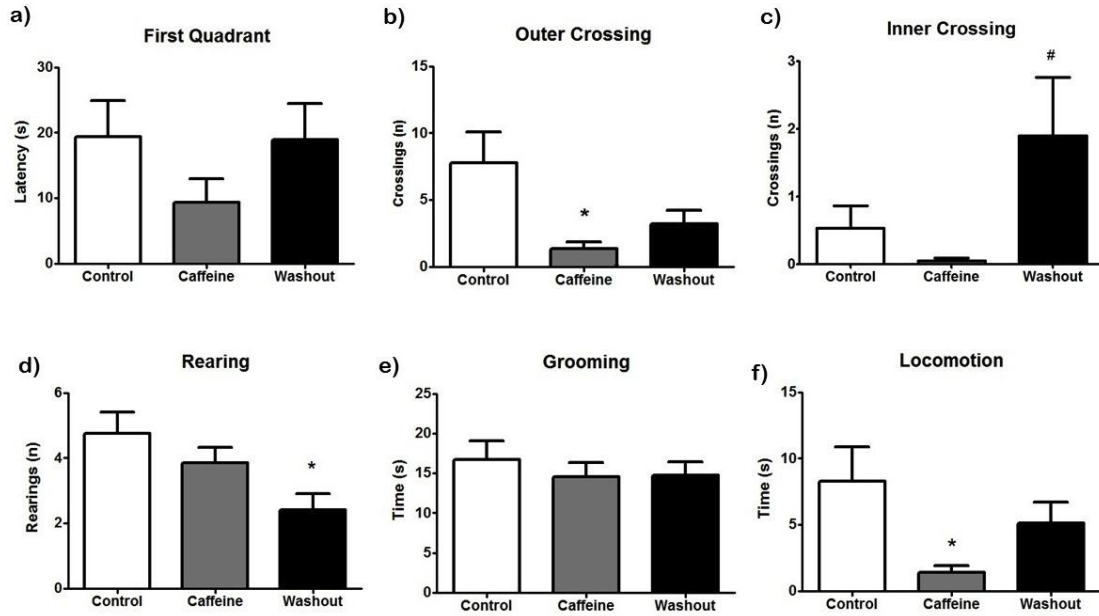 a)
First Quadrant
Latency (s)
30
20
10
0
Control Caffeine Washout
b)
Outer Crossing
Crossings (n)
15
10
5
0
*
Control Caffeine Washout
c)
Inner Crossing
Crossings (n)
3
2
1
0
#
Control Caffeine Washout
d)
Rearing
Rearings (n)
6
4
2
0
*
Control Caffeine Washout
e)
Grooming
Time (s)
25
20
15
10
5
0
Control Caffeine Washout
f)
Locomotion
Time (s)
15
10
5
0
*
Control Caffeine Washout